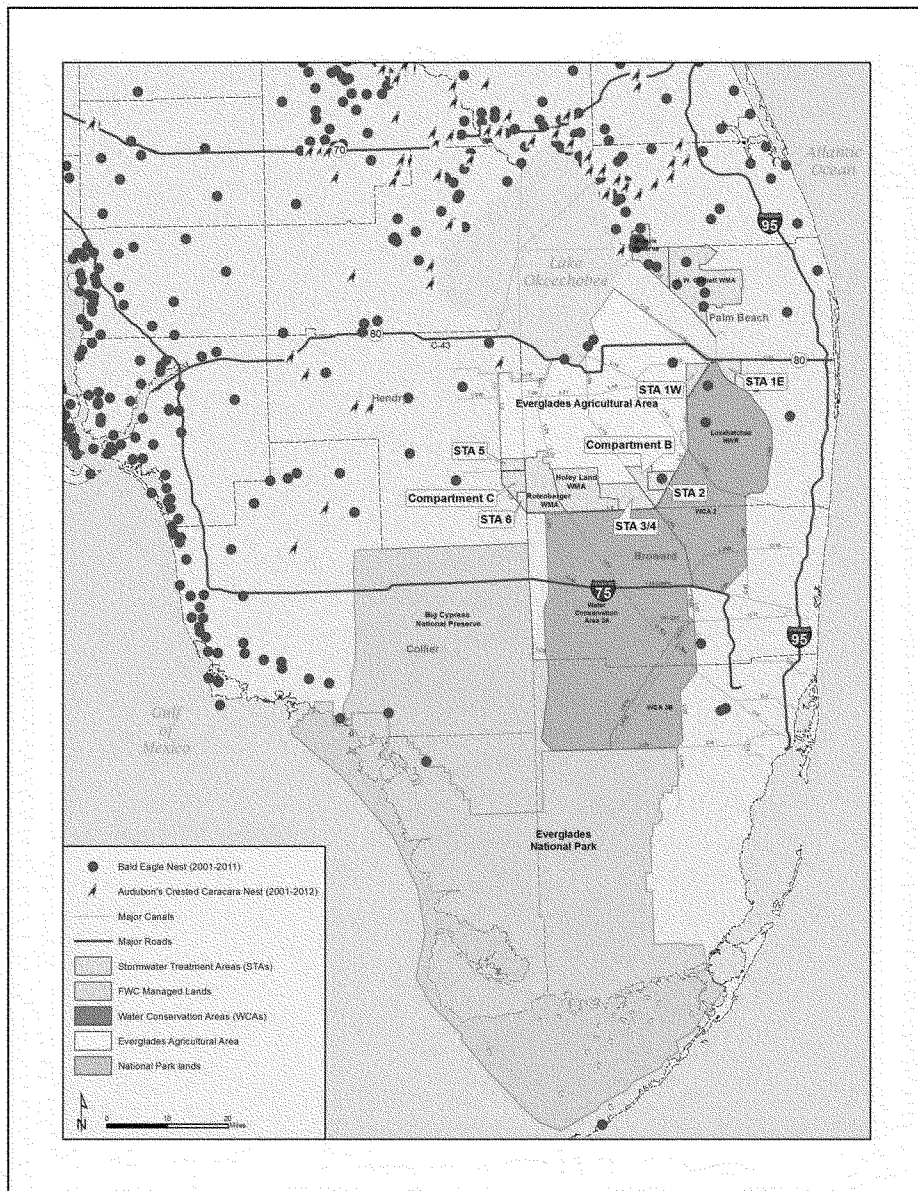 70
Atlantic
Ocean
95
Lake
Okeechobee
W. Corbett WMA
Palm Beach
80
C-43
80
STA 1W
STA 1E
Hendry
Everglades Agricultural Area
Loxahatchee
NWR
Compartment B
STA 5
Holey Land
WMA
STA 2
Compartment C
Rotenberger
WMA
STA 6
STA 3/4
WCA 2
Broward
75
Water
Conservation
Area 3A
Big Cypress
National Preserve
Collier
95
Gulf
of
Mexico
WCA 3B
Everglades
National Park
Bald Eagle Nest (2001-2011)
Audubon's Crested Caracara Nest (2001-2012)
Major Canals
Major Roads
Stormwater Treatment Areas (STAs)
FWC Managed Lands
Water Conservation Areas (WCAs)
Everglades Agricultural Area
National Park lands
N
0 10 20
Miles